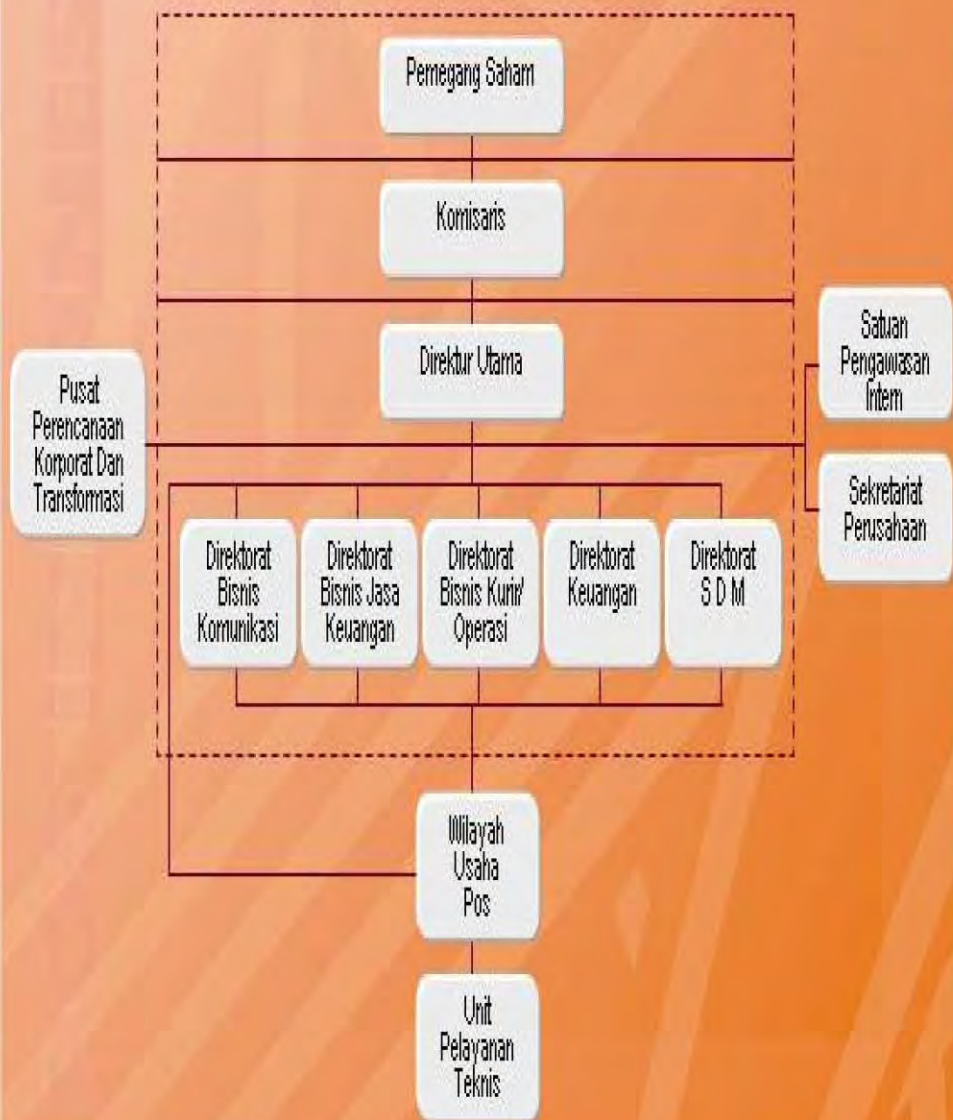 Pemegang Saham
Komisaris
Direktur Utama
Pusat
Perencanaan
Korporat Dan
Transformasi
Satuan
Pengawasan
Intern
Sekretariat
Perusahaan
Direktorat
Bisnis
Komunikasi
Direktorat
Bisnis Jasa
Keuangan
Direktorat
Bisnis Kurir/
Operasi
Direktorat
Keuangan
Direktorat
S D M
Wilayah
Usaha
Pos
Unit
Pelayanan
Teknis